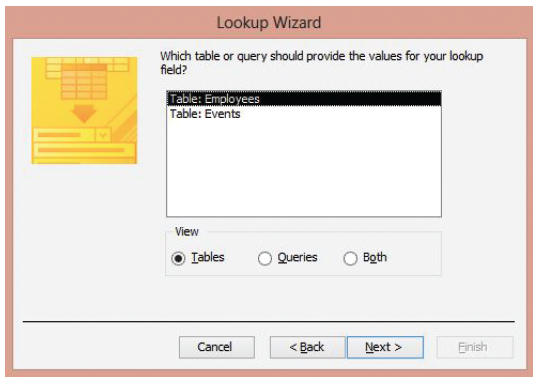 Lookup Wizard
Which table or query should provide the values for your lookup
field?
Table: Employees
Table: Events
View
Tables Queries Both
Cancel < Back Next > Finish